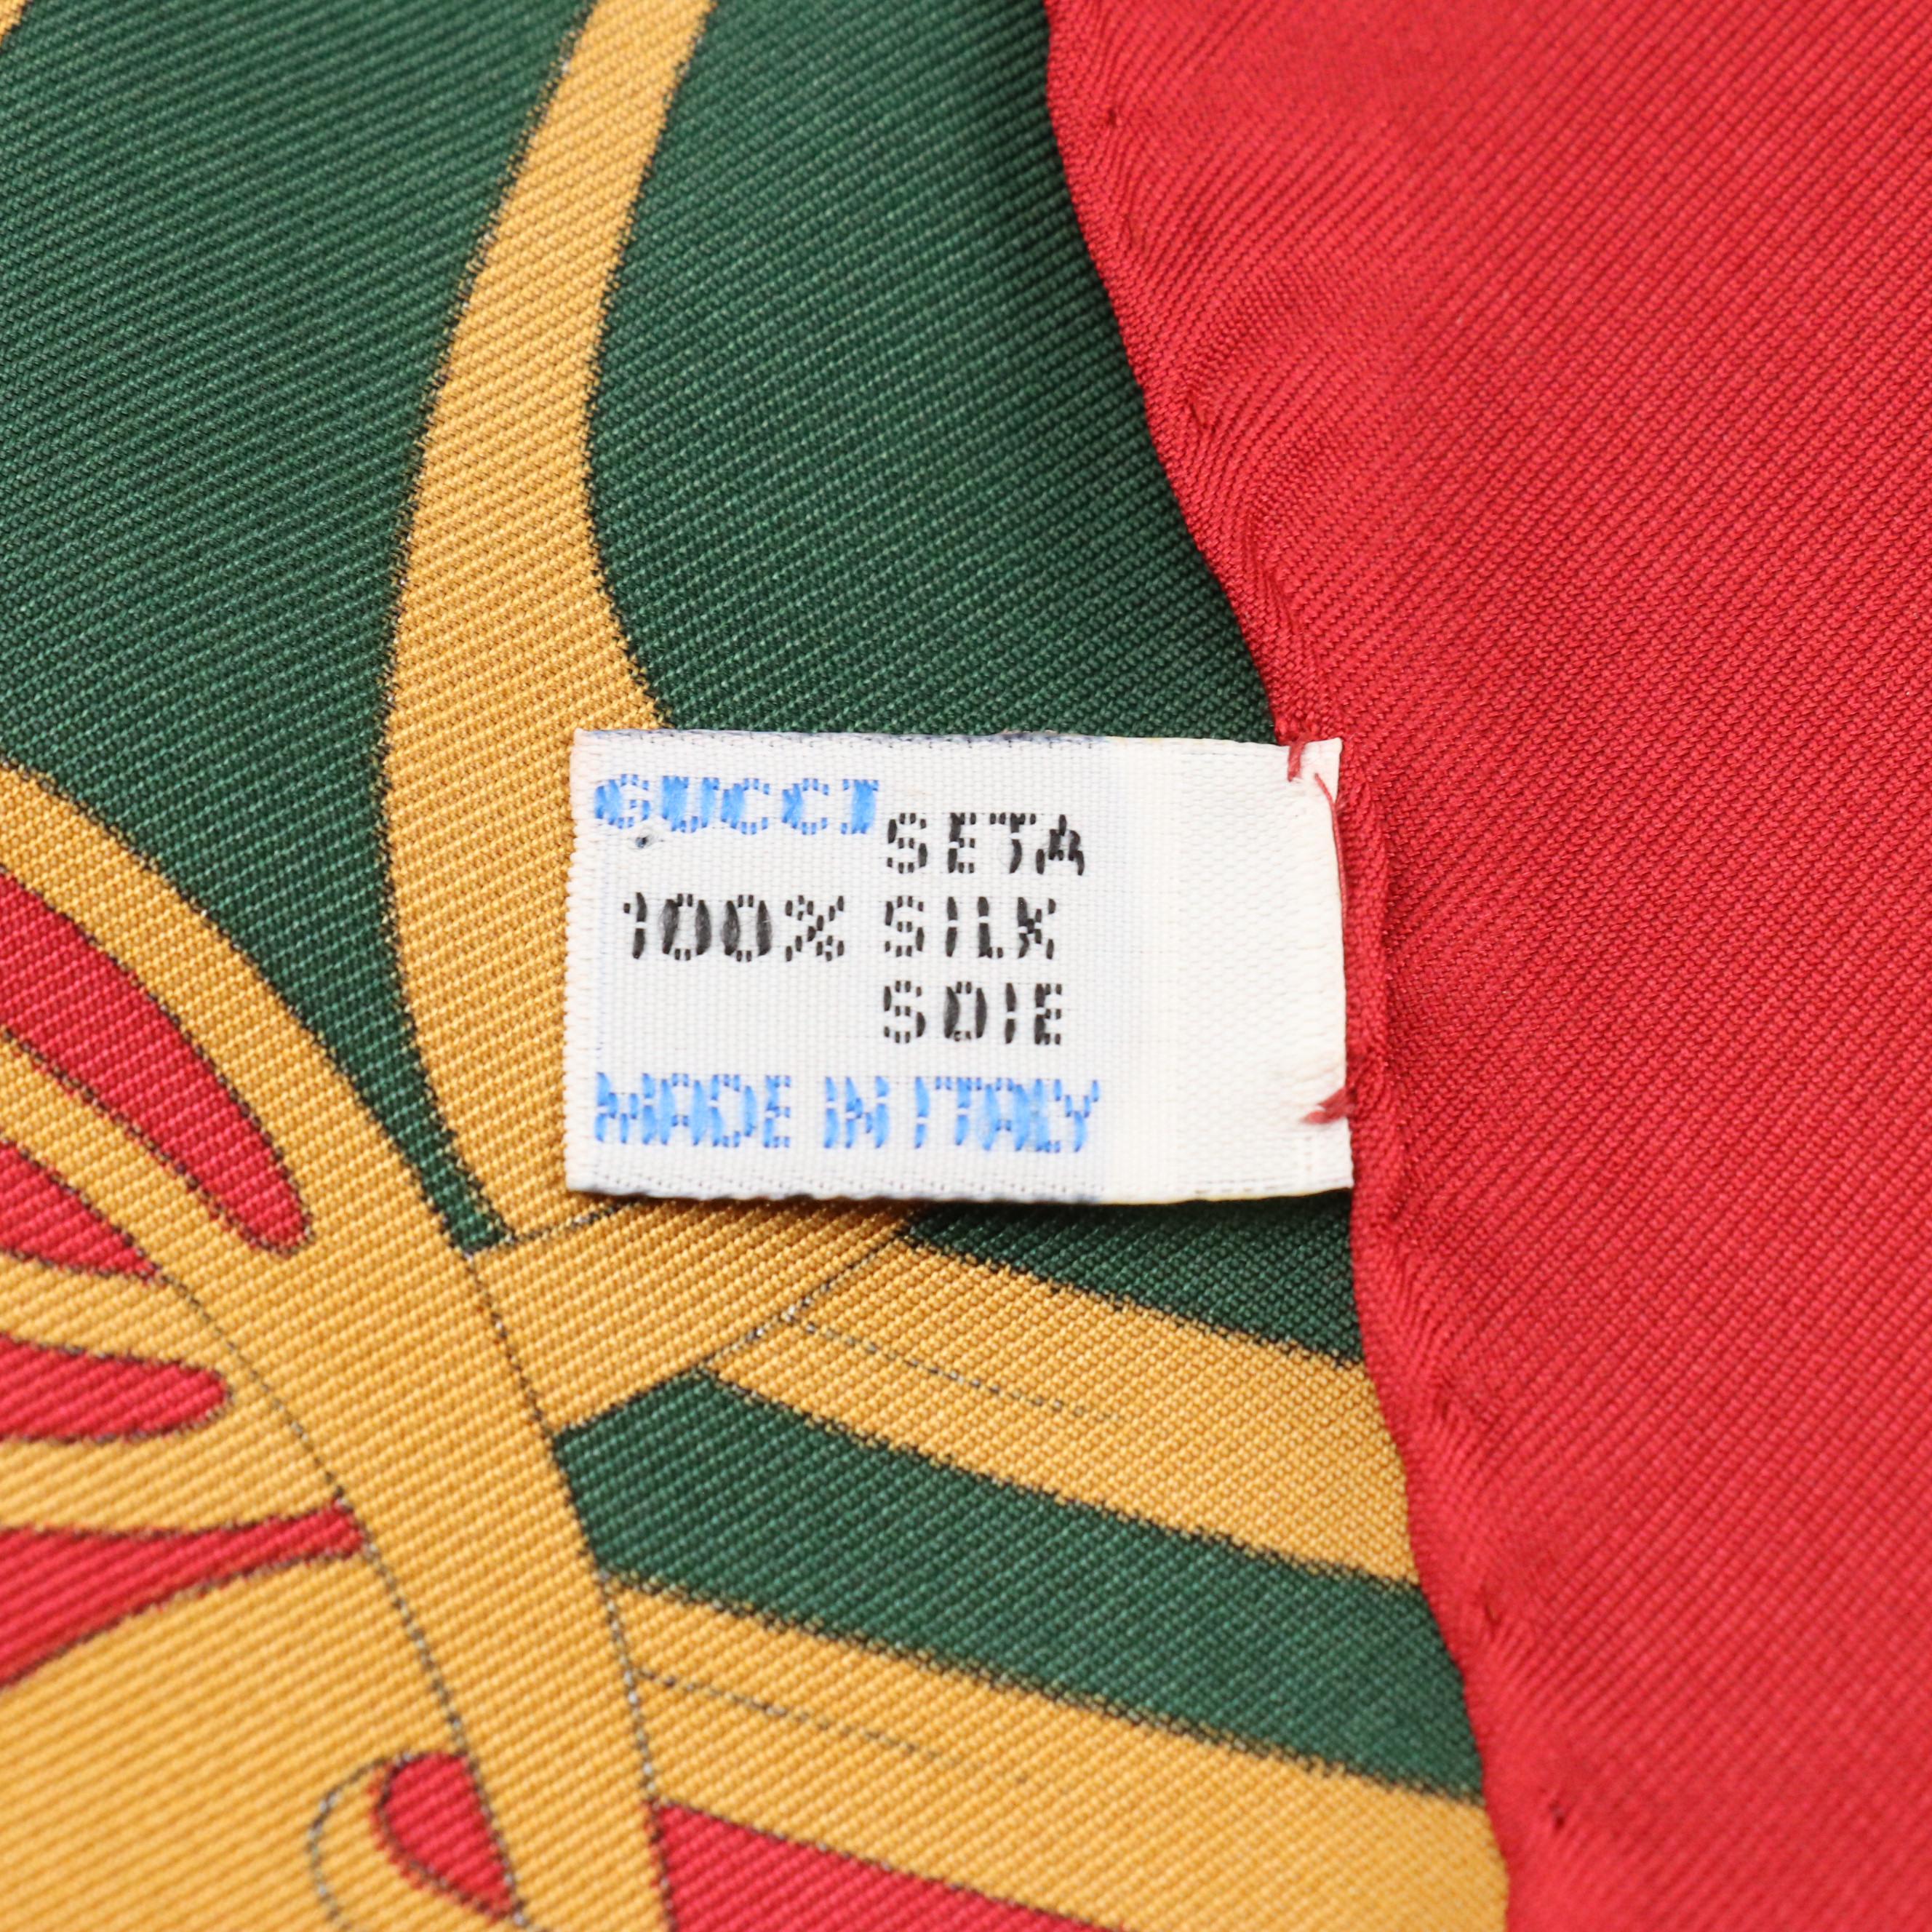 GUCCI
SETA
100% SILK
SOIE
MADE IN ITALY